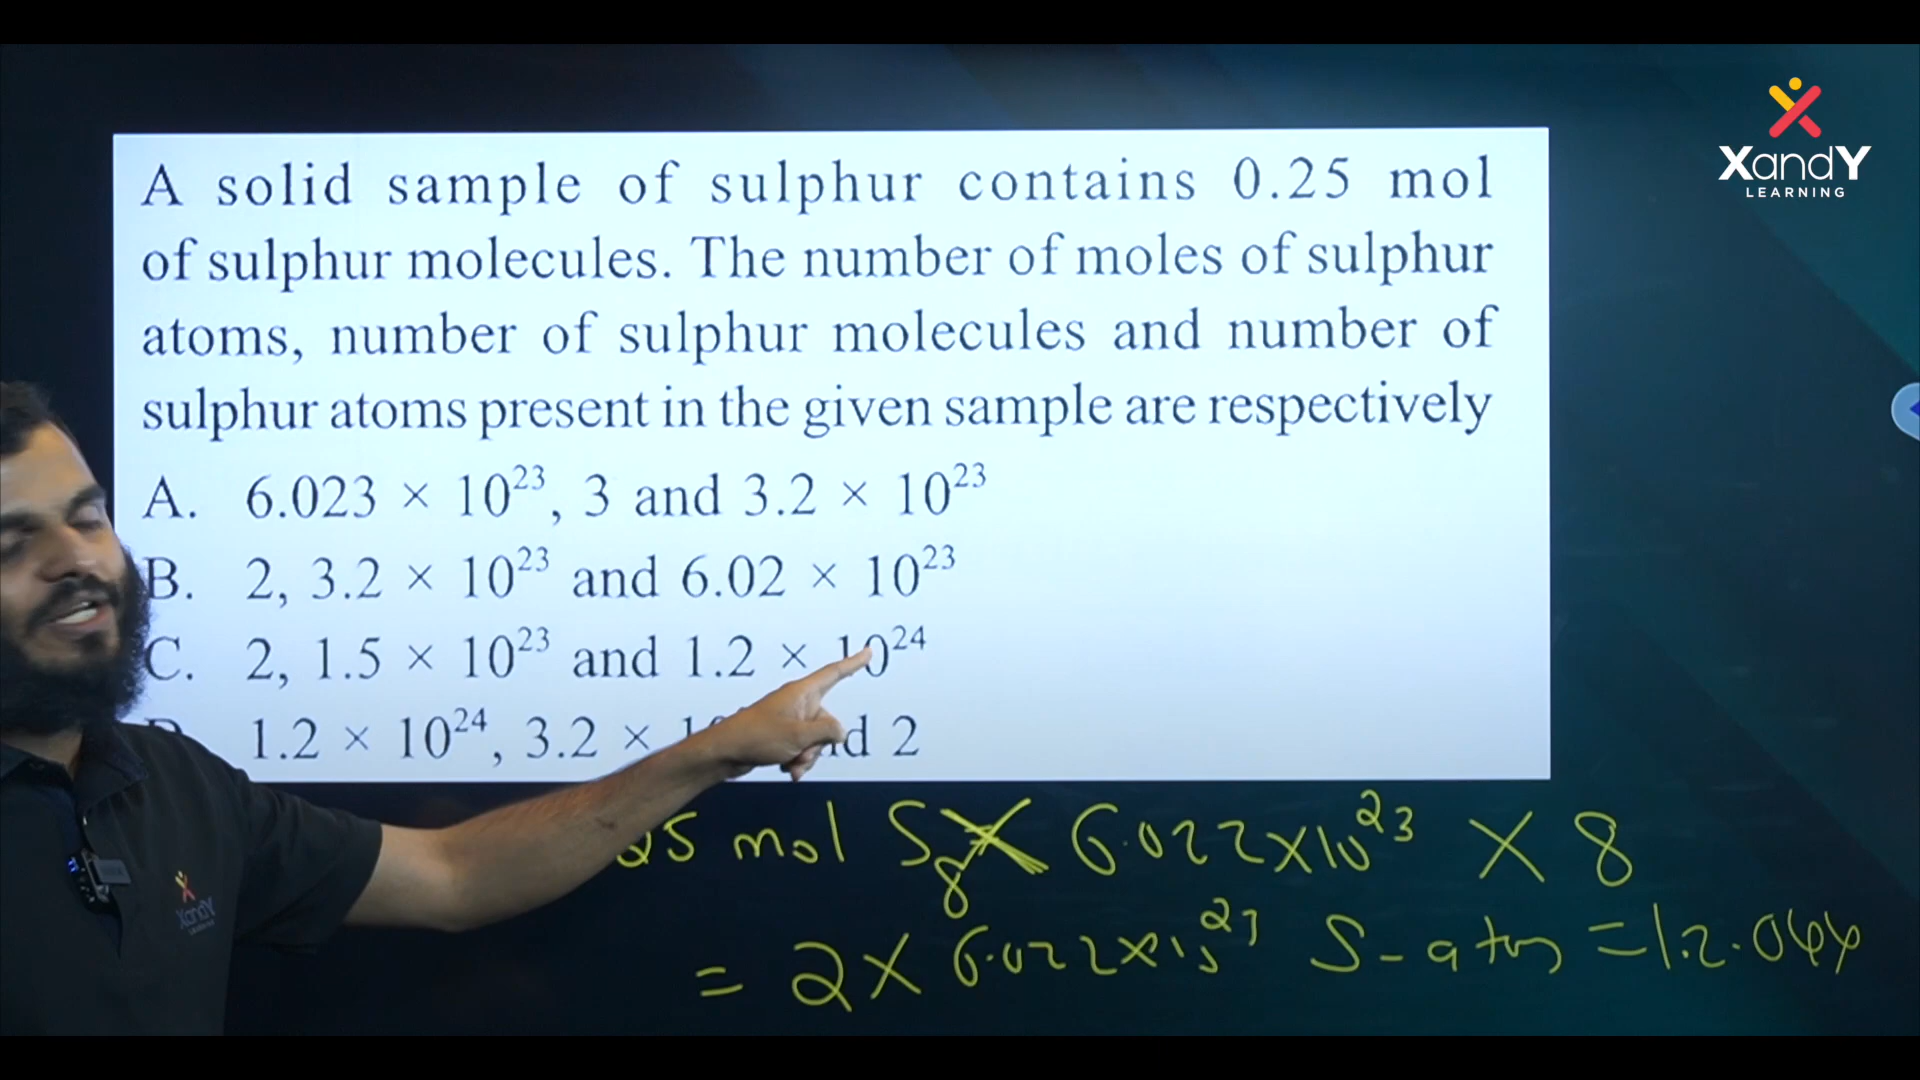 XandY
LEARNING
A solid sample of sulphur contains 0.25 mol
of sulphur molecules. The number of moles of sulphur
atoms, number of sulphur molecules and number of
sulphur atoms present in the given sample are respectively
A. 6.023 × 10²³, 3 and 3.2 × 10²³
B. 2, 3.2 × 10²³ and 6.02 × 10²³
C. 2, 1.5 × 10²³ and 1.2 × 10²⁴
1.2 × 10²⁴, 3.2 × and 2
25 mol S₈ × 6.022×10²³ × 8
= 2 × 6.022×10²³ S-atoms = 12.044
XandY